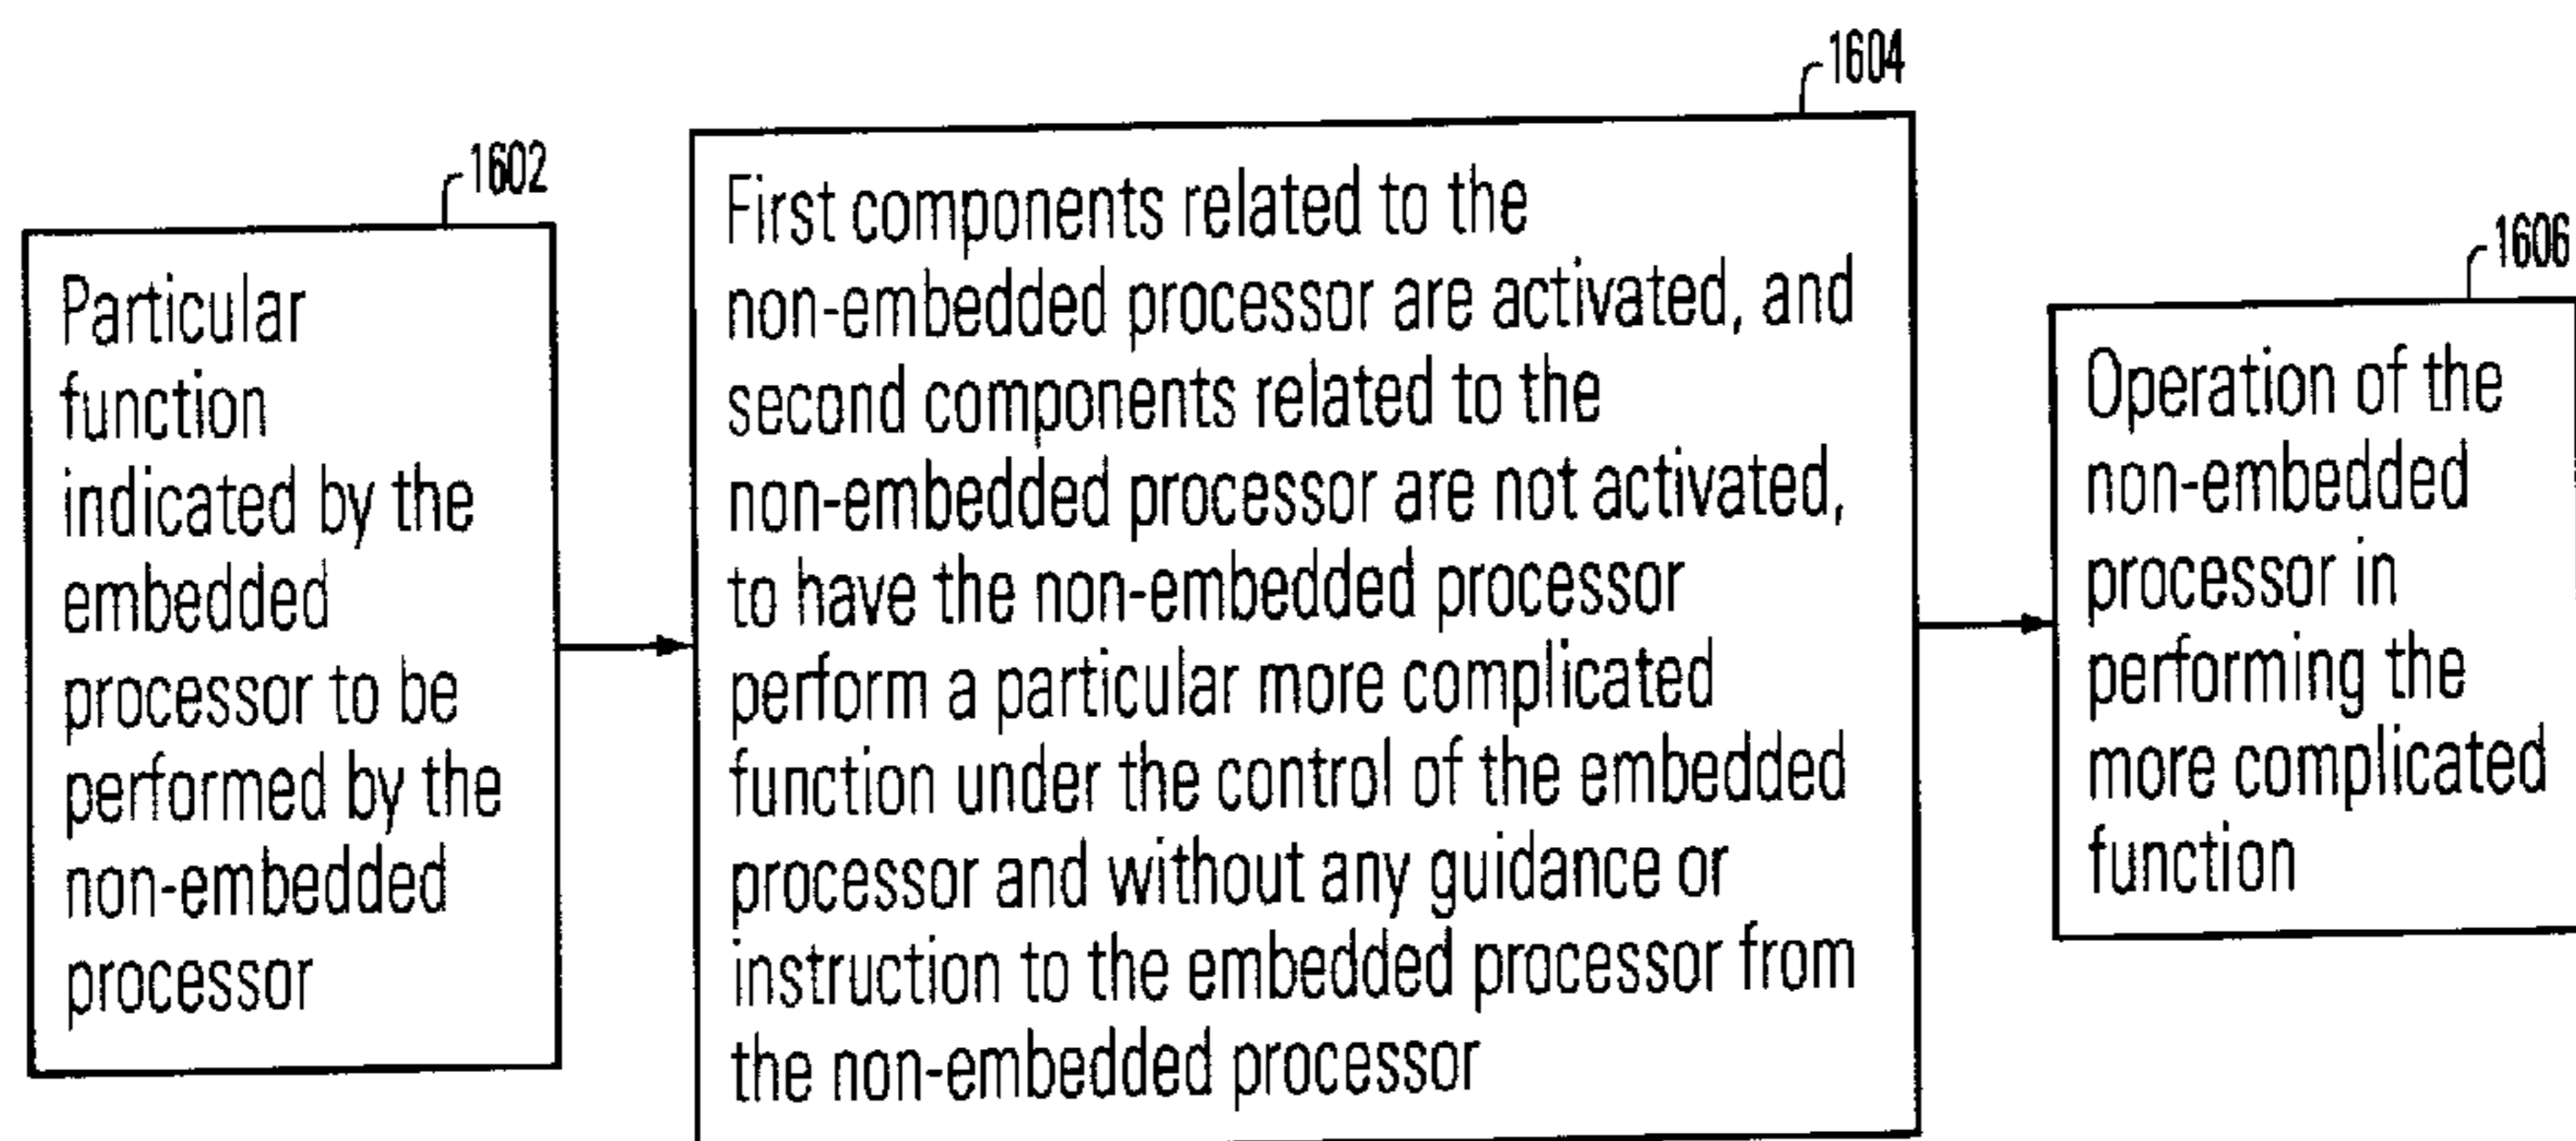 1602
Particular
function
indicated by the
embedded
processor to be
performed by the
non-embedded
processor
1604
First components related to the
non-embedded processor are activated, and
second components related to the
non-embedded processor are not activated,
to have the non-embedded processor
perform a particular more complicated
function under the control of the embedded
processor and without any guidance or
instruction to the embedded processor from
the non-embedded processor
1606
Operation of the
non-embedded
processor in
performing the
more complicated
function